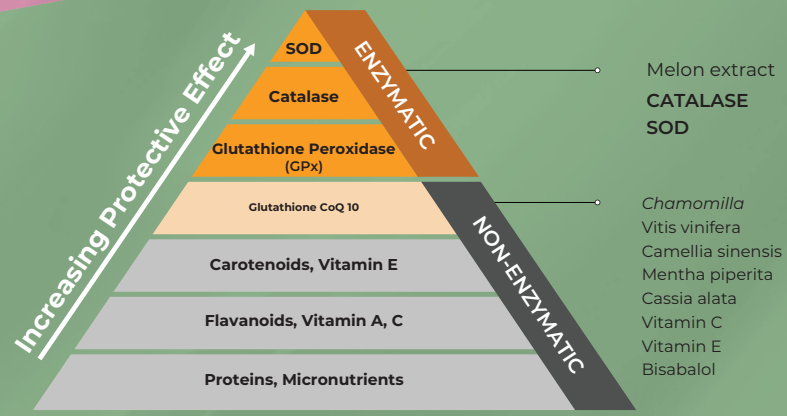 Increasing Protective Effect
SOD
Catalase
Glutathione Peroxidase
(GPx)
Glutathione CoQ 10
Carotenoids, Vitamin E
Flavanoids, Vitamin A, C
Proteins, Micronutrients
ENZYMATIC
NON-ENZYMATIC
Melon extract
CATALASE
SOD
Chamomilla
Vitis vinifera
Camellia sinensis
Mentha piperita
Cassia alata
Vitamin C
Vitamin E
Bisabalol